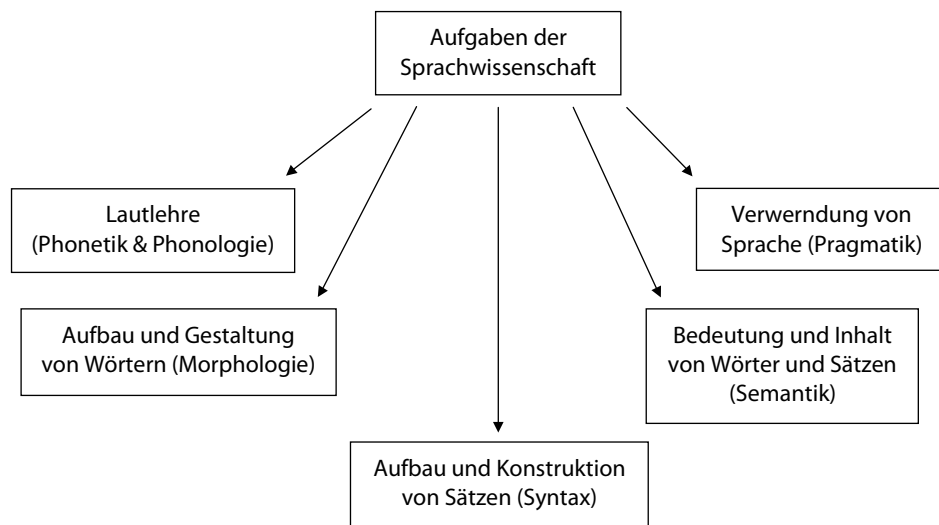 Aufgaben der
Sprachwissenschaft
Lautlehre
(Phonetik & Phonologie)
Verwerndung von
Sprache (Pragmatik)
Aufbau und Gestaltung
von Wörtern (Morphologie)
Bedeutung und Inhalt
von Wörter und Sätzen
(Semantik)
Aufbau und Konstruktion
von Sätzen (Syntax)